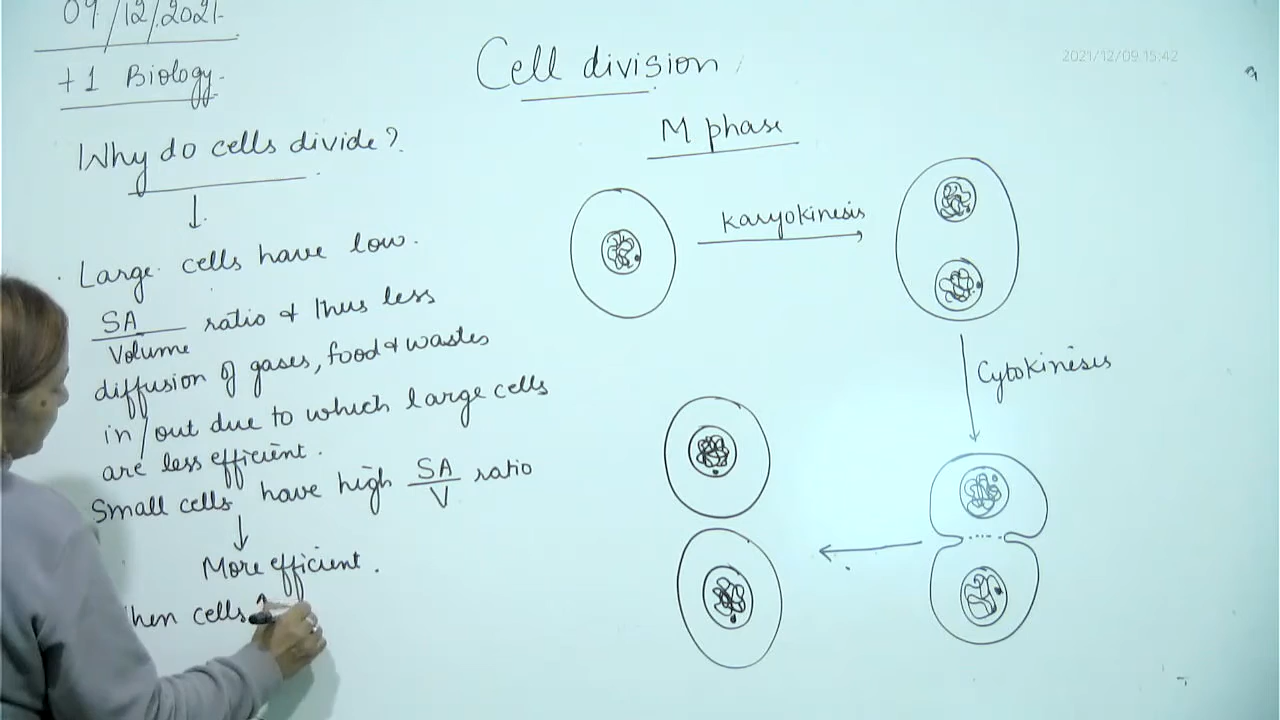 09/12/2021
+1 Biology
Cell division
2021/12/09 15:42
Why do cells divide?
Large cells have low
SA
Volume
ratio & thus less
diffusion of gases, food & wastes
in/out due to which large cells
are less efficient.
Small cells have high SA/V ratio
More efficient.
hen cells
M phase
Karyokinesis
Cytokinesis